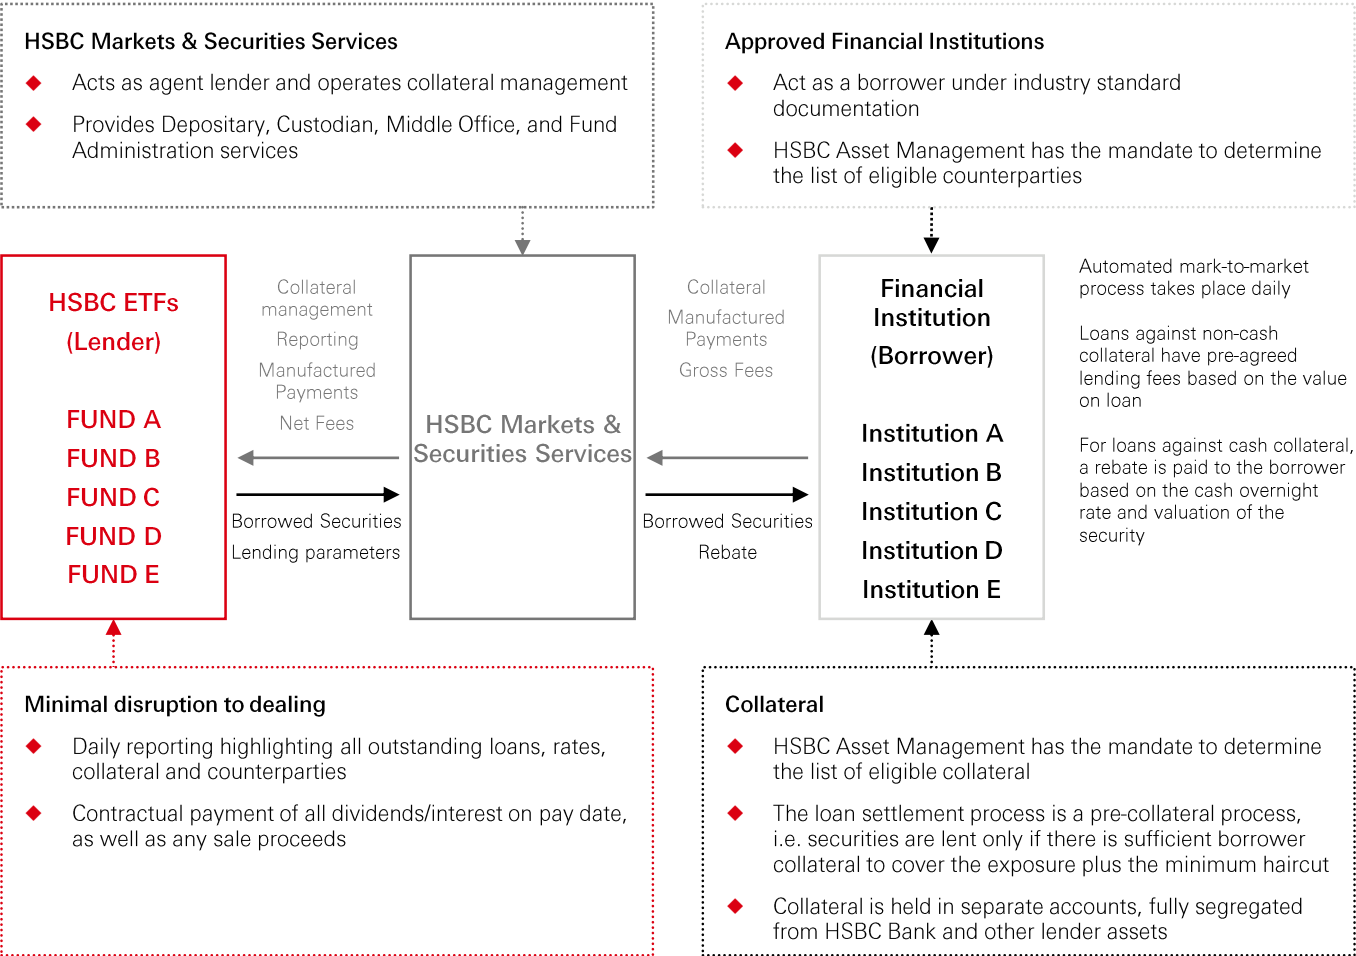 HSBC Markets & Securities Services
Acts as agent lender and operates collateral management
Provides Depositary, Custodian, Middle Office, and Fund
Administration services
Approved Financial Institutions
Act as a borrower under industry standard
documentation
HSBC Asset Management has the mandate to determine
the list of eligible counterparties
HSBC ETFs
(Lender)
FUND A
FUND B
FUND C
FUND D
FUND E
Collateral
management
Reporting
Manufactured
Payments
Net Fees
Borrowed Securities
Lending parameters
HSBC Markets &
Securities Services
Collateral
Manufactured
Payments
Gross Fees
Borrowed Securities
Rebate
Financial
Institution
(Borrower)
Institution A
Institution B
Institution C
Institution D
Institution E
Automated mark-to-market
process takes place daily
Loans against non-cash
collateral have pre-agreed
lending fees based on the value
on loan
For loans against cash collateral,
a rebate is paid to the borrower
based on the cash overnight
rate and valuation of the
security
Minimal disruption to dealing
Daily reporting highlighting all outstanding loans, rates,
collateral and counterparties
Contractual payment of all dividends/interest on pay date,
as well as any sale proceeds
Collateral
HSBC Asset Management has the mandate to determine
the list of eligible collateral
The loan settlement process is a pre-collateral process,
i.e. securities are lent only if there is sufficient borrower
collateral to cover the exposure plus the minimum haircut
Collateral is held in separate accounts, fully segregated
from HSBC Bank and other lender assets